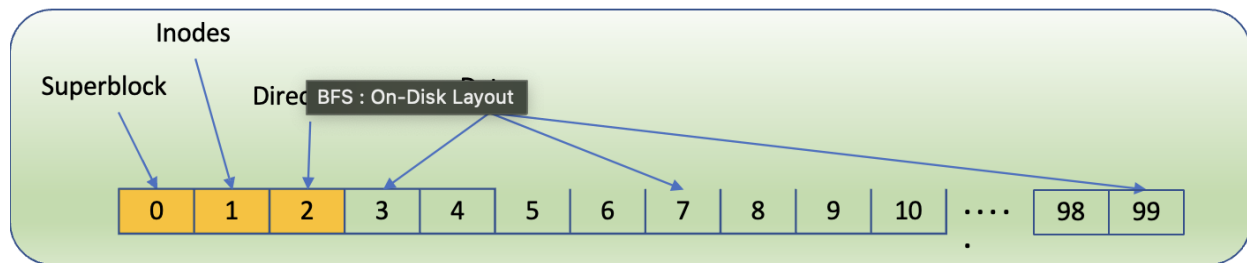 Inodes
Superblock
BFS : On-Disk Layout
0 1 2 3 4 5 6 7 8 9 10 ..... 98 99